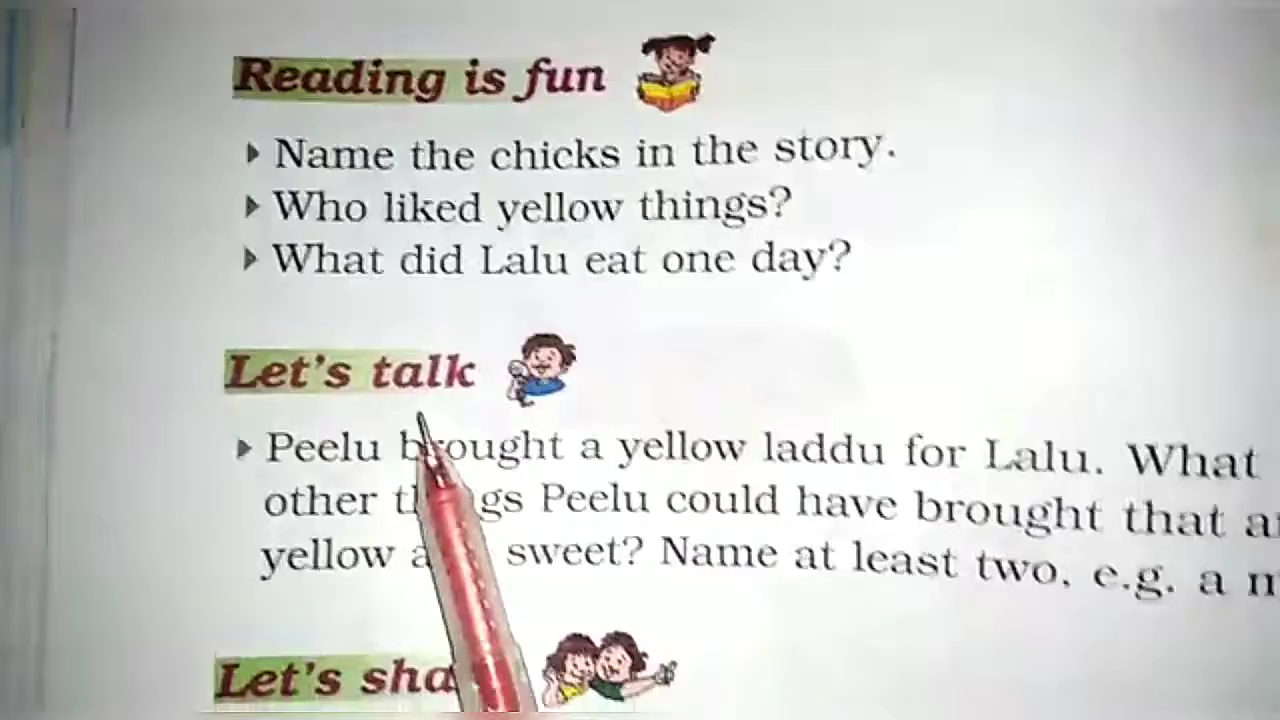 Reading is fun
Name the chicks in the story.
Who liked yellow things?
What did Lalu eat one day?
Let's talk
Peelu brought a yellow laddu for Lalu. What
other things Peelu could have brought that
yellow sweet? Name at least two, e.g. a
Let's